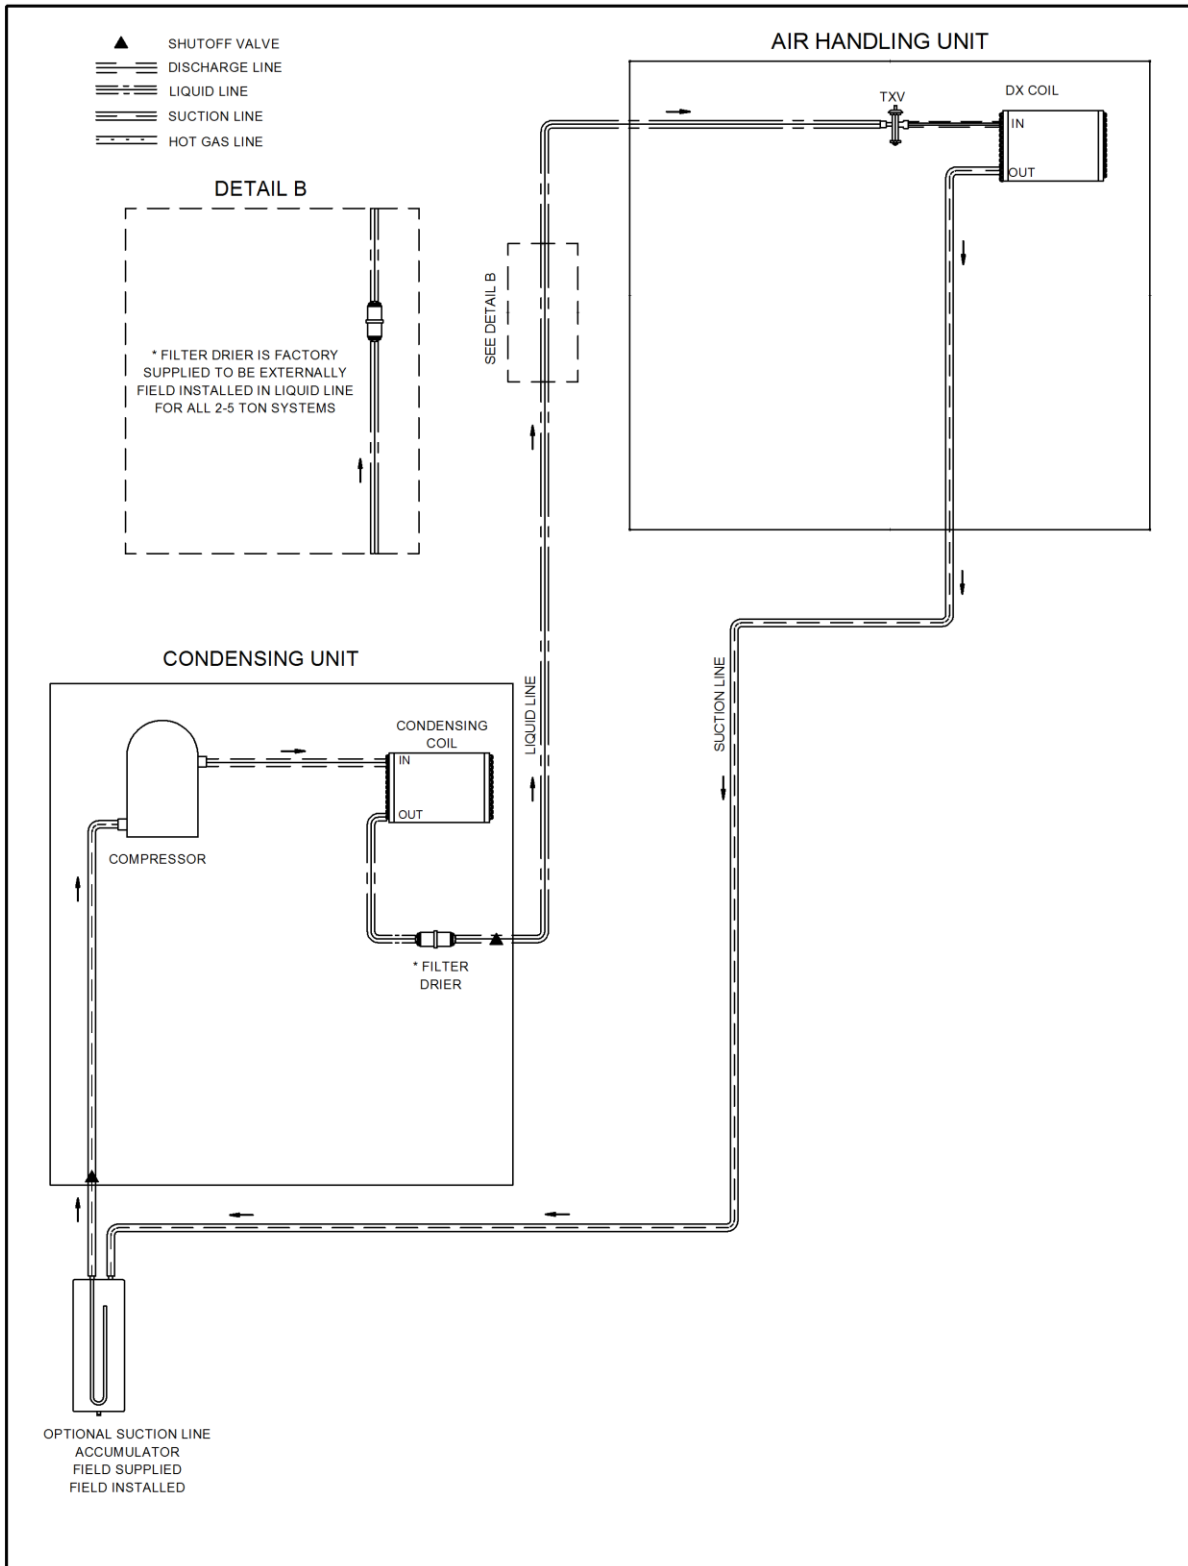 SHUTOFF VALVE
DISCHARGE LINE
LIQUID LINE
SUCTION LINE
HOT GAS LINE
AIR HANDLING UNIT
TXV
DX COIL
IN
OUT
DETAIL B
* FILTER DRIER IS FACTORY
SUPPLIED TO BE EXTERNALLY
FIELD INSTALLED IN LIQUID LINE
FOR ALL 2-5 TON SYSTEMS
SEE DETAIL B
CONDENSING UNIT
LIQUID LINE
SUCTION LINE
CONDENSING
COIL
IN
OUT
COMPRESSOR
* FILTER
DRIER
OPTIONAL SUCTION LINE
ACCUMULATOR
FIELD SUPPLIED
FIELD INSTALLED